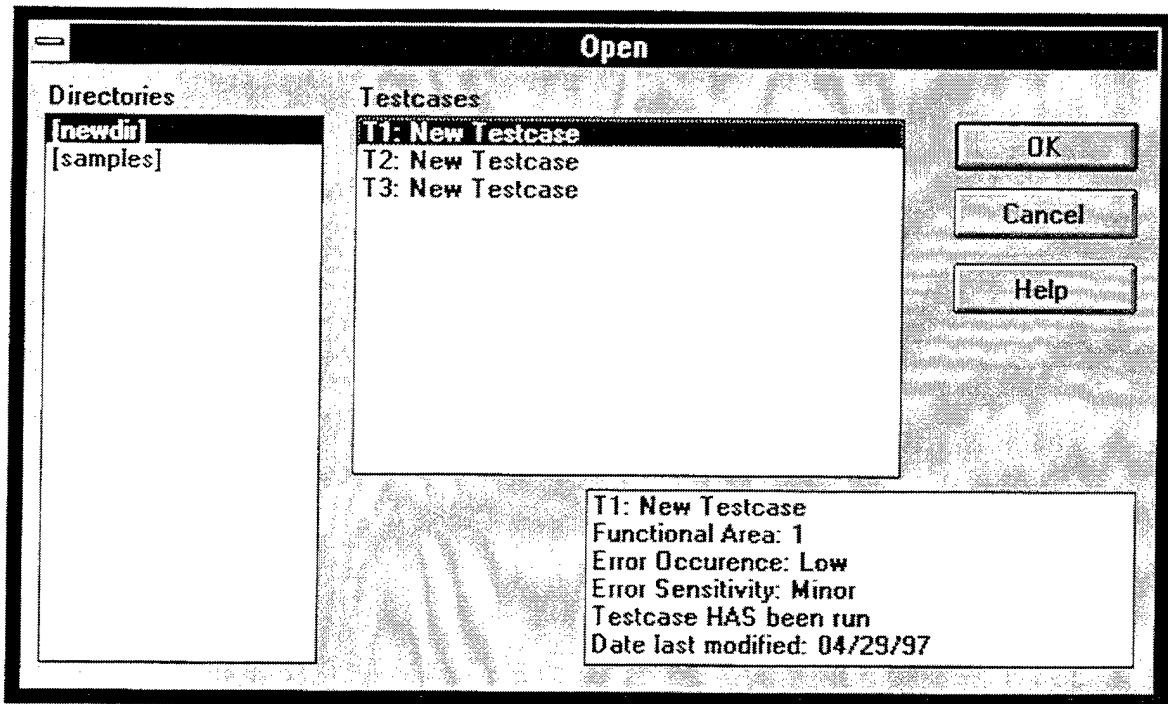 Open
Directories
[newdir]
[samples]
Testcases
T1: New Testcase
T2: New Testcase
T3: New Testcase
OK
Cancel
Help
T1: New Testcase
Functional Area: 1
Error Occurence: Low
Error Sensitivity: Minor
Testcase HAS been run
Date last modified: 04/29/97